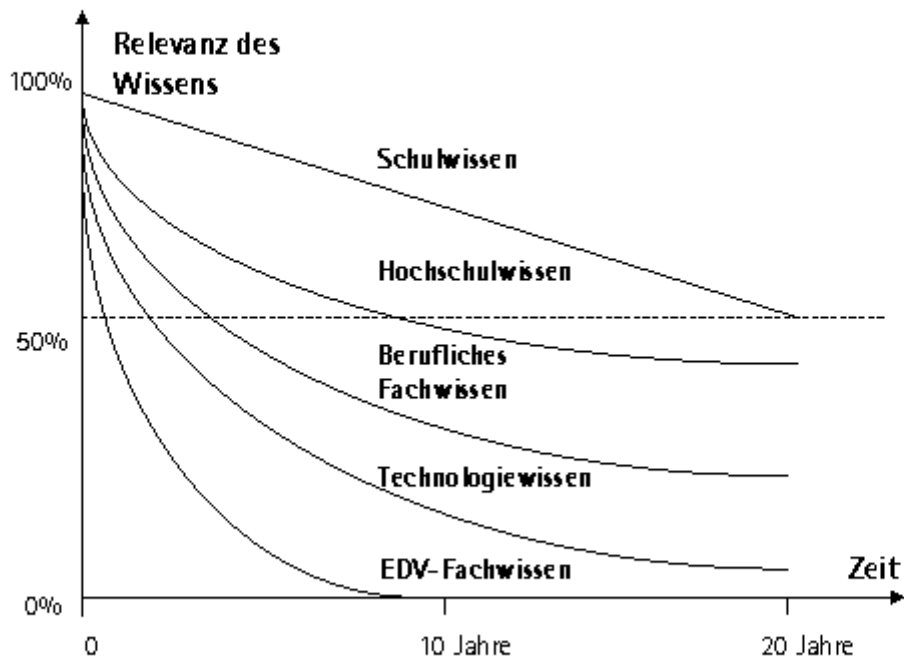 Relevanz des
Wissens
100%
Schulwissen
Hochschulwissen
50%
Berufliches
Fachwissen
Technologiewissen
EDV-Fachwissen
Zeit
0%
0
10 Jahre
20 Jahre